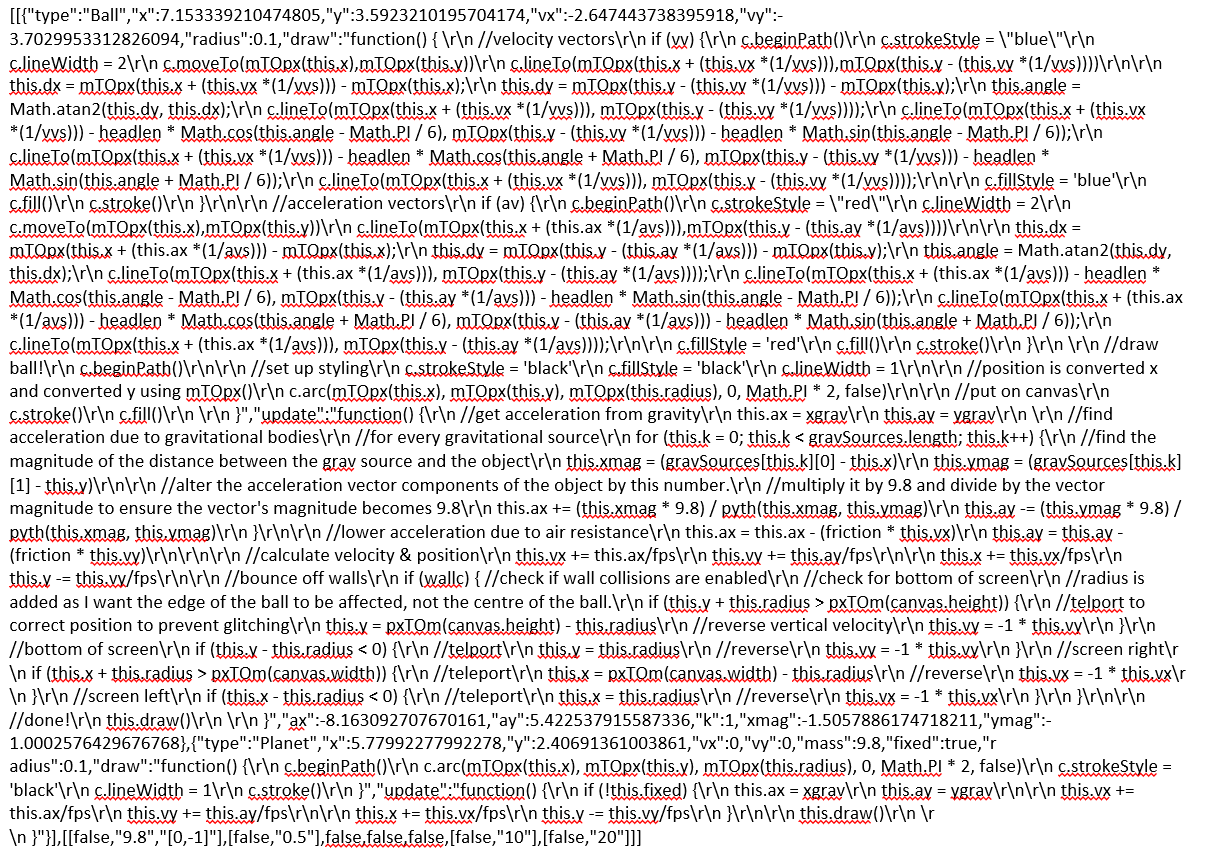 [[{"type":"Ball","x":7.153339210474805,"y":3.5923210195704174,"vx":-2.647443738395918,"vy":-
3.7029953312826094,"radius":0.1,"draw":"function() { \r\n //velocity vectors\r\n if (vv) {\r\n c.beginPath()\r\n c.strokeStyle = \"blue\"\r\n
c.lineWidth = 2\r\n c.moveTo(mTOpx(this.x),mTOpx(this.y))\r\n c.lineTo(mTOpx(this.x + (this.vx *(1/vvs))),mTOpx(this.y - (this.vy *(1/vvs))))\r\n\r\n
this.dx = mTOpx(this.x + (this.vx *(1/vvs))) - mTOpx(this.x);\r\n this.dy = mTOpx(this.y - (this.vy *(1/vvs))) - mTOpx(this.y);\r\n this.angle =
Math.atan2(this.dy, this.dx);\r\n c.lineTo(mTOpx(this.x + (this.vx *(1/vvs))), mTOpx(this.y - (this.vy *(1/vvs))));\r\n c.lineTo(mTOpx(this.x + (this.vx
*(1/vvs))) - headlen * Math.cos(this.angle - Math.PI / 6), mTOpx(this.y - (this.vy *(1/vvs))) - headlen * Math.sin(this.angle - Math.PI / 6));\r\n
c.lineTo(mTOpx(this.x + (this.vx *(1/vvs))) - headlen * Math.cos(this.angle + Math.PI / 6), mTOpx(this.y - (this.vy *(1/vvs))) - headlen *
Math.sin(this.angle + Math.PI / 6));\r\n c.lineTo(mTOpx(this.x + (this.vx *(1/vvs))), mTOpx(this.y - (this.vy *(1/vvs))));\r\n\r\n c.fillStyle = 'blue'\r\n
c.fill()\r\n c.stroke()\r\n }\r\n\r\n //acceleration vectors\r\n if (av) {\r\n c.beginPath()\r\n c.strokeStyle = \"red\"\r\n c.lineWidth = 2\r\n
c.moveTo(mTOpx(this.x),mTOpx(this.y))\r\n c.lineTo(mTOpx(this.x + (this.ax *(1/avs))),mTOpx(this.y - (this.ay *(1/avs))))\r\n\r\n this.dx =
mTOpx(this.x + (this.ax *(1/avs))) - mTOpx(this.x);\r\n this.dy = mTOpx(this.y - (this.ay *(1/avs))) - mTOpx(this.y);\r\n this.angle = Math.atan2(this.dy,
this.dx);\r\n c.lineTo(mTOpx(this.x + (this.ax *(1/avs))), mTOpx(this.y - (this.ay *(1/avs))));\r\n c.lineTo(mTOpx(this.x + (this.ax *(1/avs))) - headlen *
Math.cos(this.angle - Math.PI / 6), mTOpx(this.y - (this.ay *(1/avs))) - headlen * Math.sin(this.angle - Math.PI / 6));\r\n c.lineTo(mTOpx(this.x + (this.ax
*(1/avs))) - headlen * Math.cos(this.angle + Math.PI / 6), mTOpx(this.y - (this.ay *(1/avs))) - headlen * Math.sin(this.angle + Math.PI / 6));\r\n
c.lineTo(mTOpx(this.x + (this.ax *(1/avs))), mTOpx(this.y - (this.ay *(1/avs))));\r\n\r\n c.fillStyle = 'red'\r\n c.fill()\r\n c.stroke()\r\n }\r\n \r\n //draw
ball!\r\n c.beginPath()\r\n\r\n //set up styling\r\n c.strokeStyle = 'black'\r\n c.fillStyle = 'black'\r\n c.lineWidth = 1\r\n\r\n //position is converted x
and converted y using mTOpx()\r\n c.arc(mTOpx(this.x), mTOpx(this.y), mTOpx(this.radius), 0, Math.PI * 2, false)\r\n\r\n //put on canvas\r\n
c.stroke()\r\n c.fill()\r\n \r\n }","update":"function() {\r\n //get acceleration from gravity\r\n this.ax = xgrav\r\n this.ay = ygrav\r\n \r\n //find
acceleration due to gravitational bodies\r\n //for every gravitational source\r\n for (this.k = 0; this.k < gravSources.length; this.k++) {\r\n //find the
magnitude of the distance between the grav source and the object\r\n this.xmag = (gravSources[this.k][0] - this.x)\r\n this.ymag = (gravSources[this.k]
[1] - this.y)\r\n\r\n //alter the acceleration vector components of the object by this number.\r\n //multiply it by 9.8 and divide by the vector
magnitude to ensure the vector's magnitude becomes 9.8\r\n this.ax += (this.xmag * 9.8) / pyth(this.xmag, this.ymag)\r\n this.ay -= (this.ymag * 9.8) /
pyth(this.xmag, this.ymag)\r\n }\r\n\r\n //lower acceleration due to air resistance\r\n this.ax = this.ax - (friction * this.vx)\r\n this.ay = this.ay -
(friction * this.vy)\r\n\r\n\r\n //calculate velocity & position\r\n this.vx += this.ax/fps\r\n this.vy += this.ay/fps\r\n\r\n this.x += this.vx/fps\r\n
this.y -= this.vy/fps\r\n\r\n //bounce off walls\r\n if (wallc) { //check if wall collisions are enabled\r\n //check for bottom of screen\r\n //radius is
added as I want the edge of the ball to be affected, not the centre of the ball.\r\n if (this.y + this.radius > pxTOm(canvas.height)) {\r\n //telport to
correct position to prevent glitching\r\n this.y = pxTOm(canvas.height) - this.radius\r\n //reverse vertical velocity\r\n this.vy = -1 * this.vy\r\n }\r\n
//bottom of screen\r\n if (this.y - this.radius < 0) {\r\n //telport\r\n this.y = this.radius\r\n //reverse\r\n this.vy = -1 * this.vy\r\n }\r\n //screen right\r
\n if (this.x + this.radius > pxTOm(canvas.width)) {\r\n //teleport\r\n this.x = pxTOm(canvas.width) - this.radius\r\n //reverse\r\n this.vx = -1 * this.vx\r
\n }\r\n //screen left\r\n if (this.x - this.radius < 0) {\r\n //teleport\r\n this.x = this.radius\r\n //reverse\r\n this.vx = -1 * this.vx\r\n }\r\n }\r\n\r\n
//done!\r\n this.draw()\r\n \r\n }","ax":-8.163092707670161,"ay":5.422537915587336,"k":1,"xmag":-1.5057886174718211,"ymag":-
1.0002576429676768},{"type":"Planet","x":5.77992277992278,"y":2.40691361003861,"vx":0,"vy":0,"mass":9.8,"fixed":true,"r
adius":0.1,"draw":"function() {\r\n c.beginPath()\r\n c.arc(mTOpx(this.x), mTOpx(this.y), mTOpx(this.radius), 0, Math.PI * 2, false)\r\n c.strokeStyle =
'black'\r\n c.lineWidth = 1\r\n c.stroke()\r\n }","update":"function() {\r\n if (!this.fixed) {\r\n this.ax = xgrav\r\n this.ay = ygrav\r\n\r\n this.vx +=
this.ax/fps\r\n this.vy += this.ay/fps\r\n\r\n this.x += this.vx/fps\r\n this.y -= this.vy/fps\r\n }\r\n\r\n this.draw()\r\n \r
\n }"}],[[false,"9.8","[0,-1]"],[false,"0.5"],false,false,false,[false,"10"],[false,"20"]]]